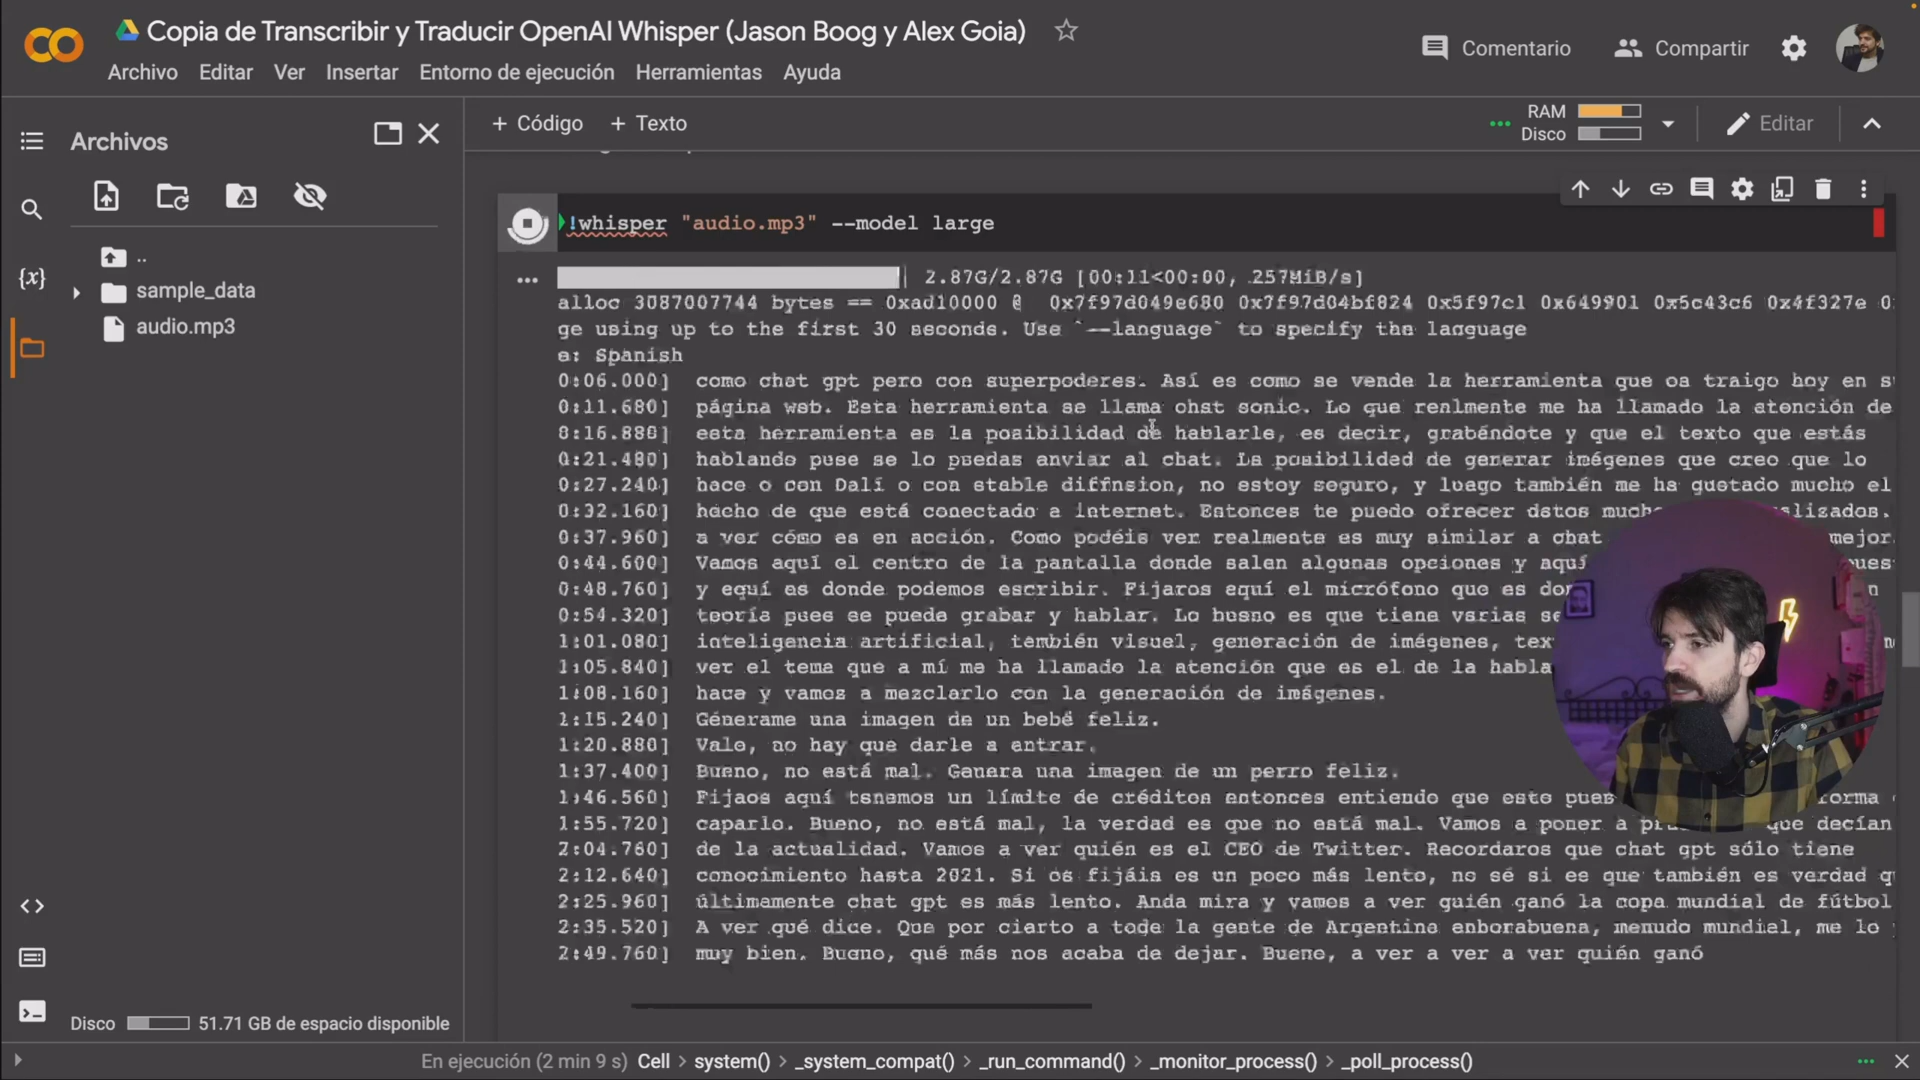 Copia de Transcribir y Traducir OpenAI Whisper (Jason Boog y Alex Goia)
Archivo Editar Ver Insertar Entorno de ejecución Herramientas Ayuda
Comentario
Compartir
Archivos
+ Código + Texto
RAM
Disco
Editar
..
sample_data
audio.mp3
{x}
!whisper "audio.mp3" --model large
2.87G/2.87G [00:11<00:00, 257MiB/s]
alloc 3087007744 bytes == 0xad10000 @ 0x7f97d049e680 0x7f97d04bf824 0x5f97c1 0x649901 0x5c43c6 0x4f327e
ge using up to the first 30 seconds. Use `--language` to specify the language
e: Spanish
0:06.000] como chat gpt pero con superpoderes. Así es como se vende la herramienta que os traigo hoy en
0:11.680] página web. Esta herramienta se llama chat sonic. Lo que realmente me ha llamado la atención de
0:16.880] esta herramienta es la posibilidad de hablarle, es decir, grabándote y que el texto que estás
0:21.480] hablando pues se lo puedas enviar al chat. La posibilidad de generar imágenes que creo que lo
0:27.240] hace o con Dalí o con stable diffusion, no estoy seguro, y luego también me ha gustado mucho el
0:32.160] hecho de que está conectado a internet. Entonces te puedo ofrecer datos
0:37.960] a ver cómo es en acción. Como podéis ver realmente es muy similar a chat mejor.
0:44.600] Vamos aquí el centro de la pantalla donde salen algunas opciones y aquí
0:48.760] y aquí es donde podemos escribir. Fijaros aquí el micrófono que es
0:54.320] teoría pues se puede grabar y hablar. Lo bueno es que tiene varias
1:01.080] inteligencia artificial, también visual, generación de imágenes,
1:05.840] ver el tema que a mí me ha llamado la atención que es el de la
1:08.160] hace y vamos a mezclarlo con la generación de imágenes.
1:15.240] Génerame una imagen de un bebé feliz.
1:20.880] Vale, no hay que darle a entrar.
1:37.400] Bueno, no está mal. Genera una imagen de un perro feliz.
1:46.560] Fijaos aquí tenemos un límite de créditos entonces entiendo que esto forma
1:55.720] caparlo. Bueno, no está mal, la verdad es que no está mal. Vamos a poner a que decían
2:04.760] de la actualidad. Vamos a ver quién es el CEO de Twitter. Recordaros que chat gpt sólo tiene
2:12.640] conocimiento hasta 2021. Si os fijáis es un poco más lento, no sé si es que también es verdad
2:25.960] últimamente chat gpt es más lento. Anda mira y vamos a ver quién ganó la copa mundial de fútbol
2:35.520] A ver qué dice. Que por cierto a toda la gente de Argentina enhorabuena, menudo mundial, me lo
2:49.760] muy bien. Bueno, qué más nos acaba de dejar. Bueno, a ver a ver a ver quién ganó
Disco 51.71 GB de espacio disponible
En ejecución (2 min 9 s) Cell > system() > _system_compat() > _run_command() > _monitor_process() > _poll_process()